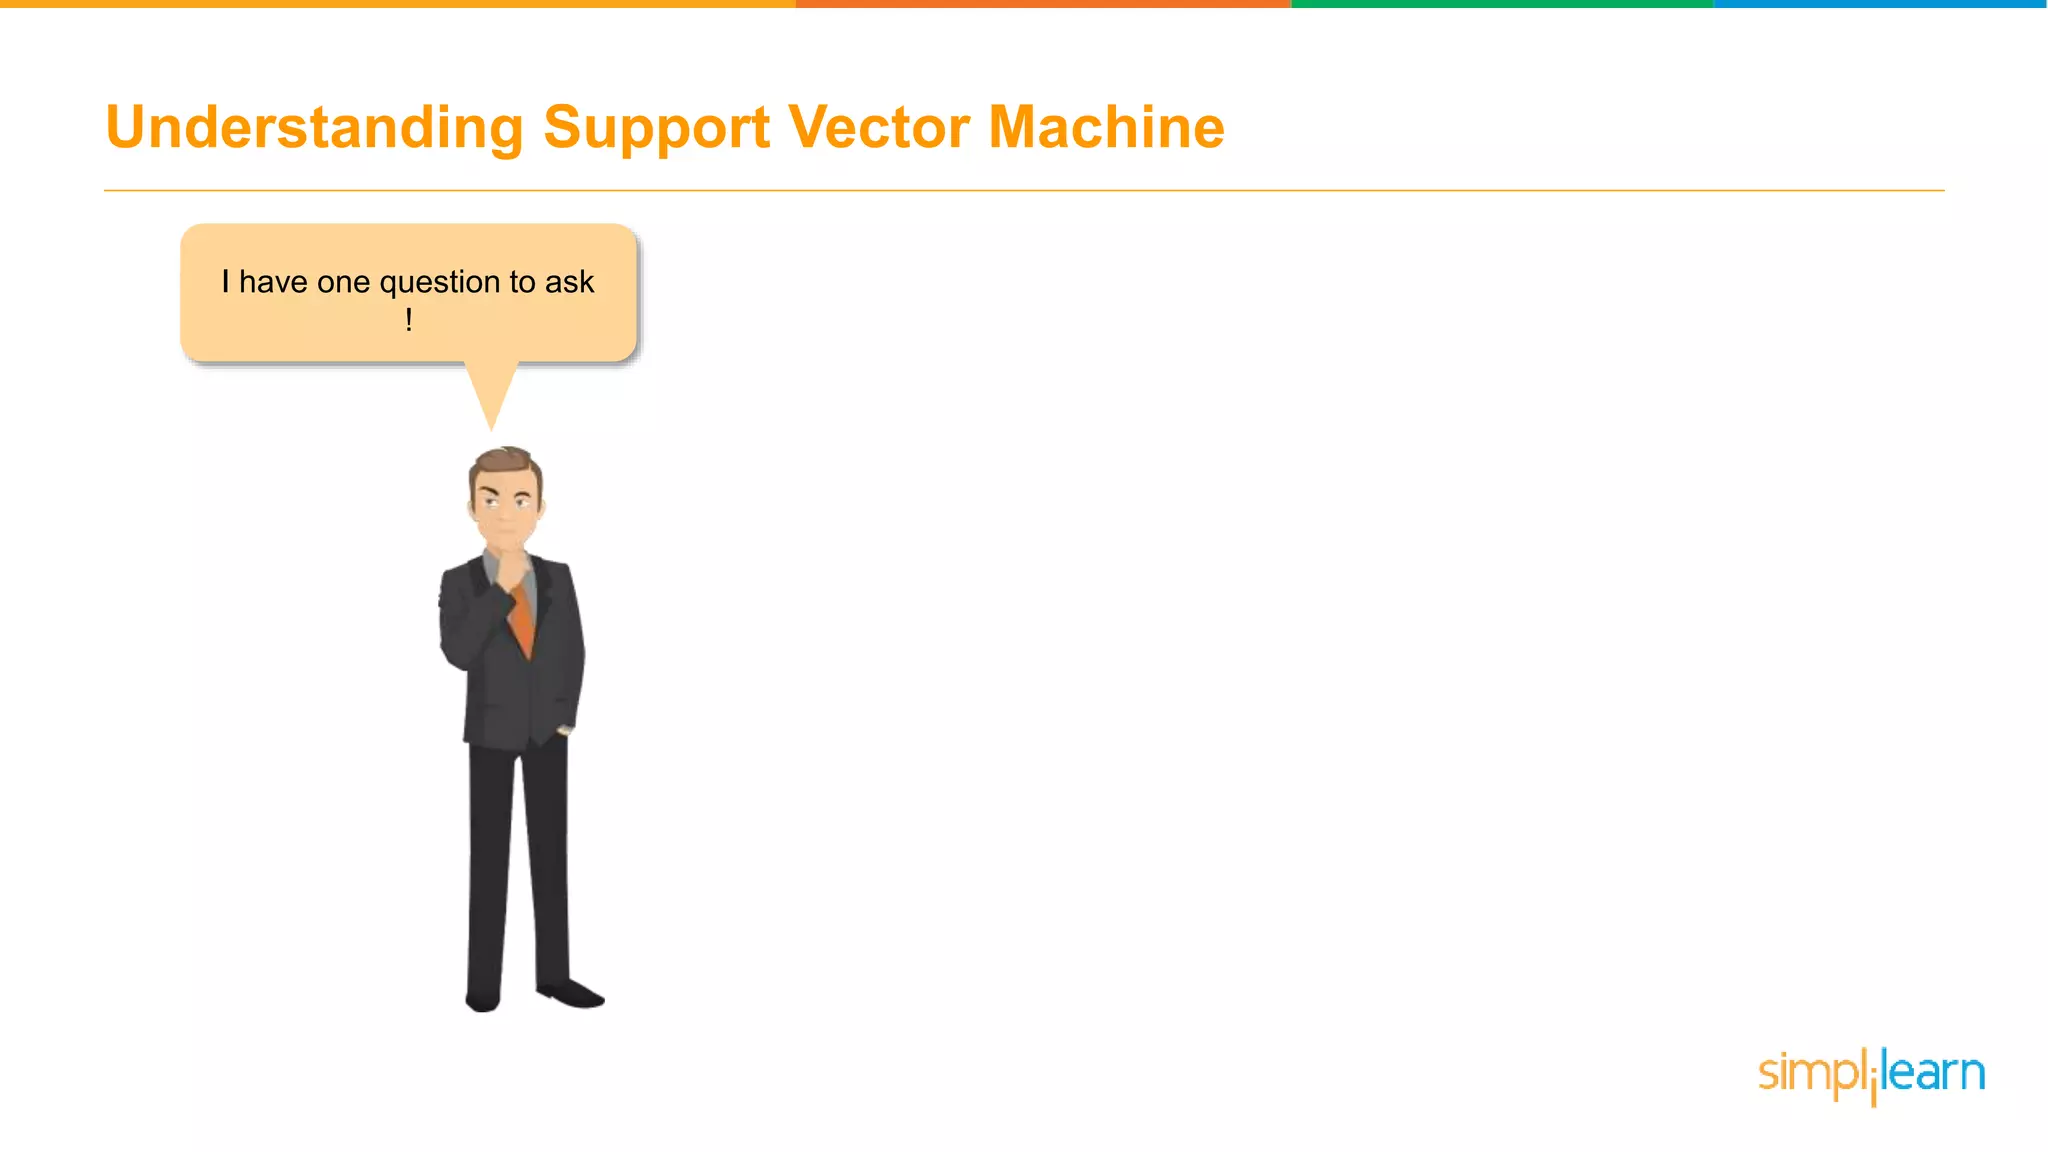 Understanding Support Vector Machine
I have one question to ask
!
simplilearn